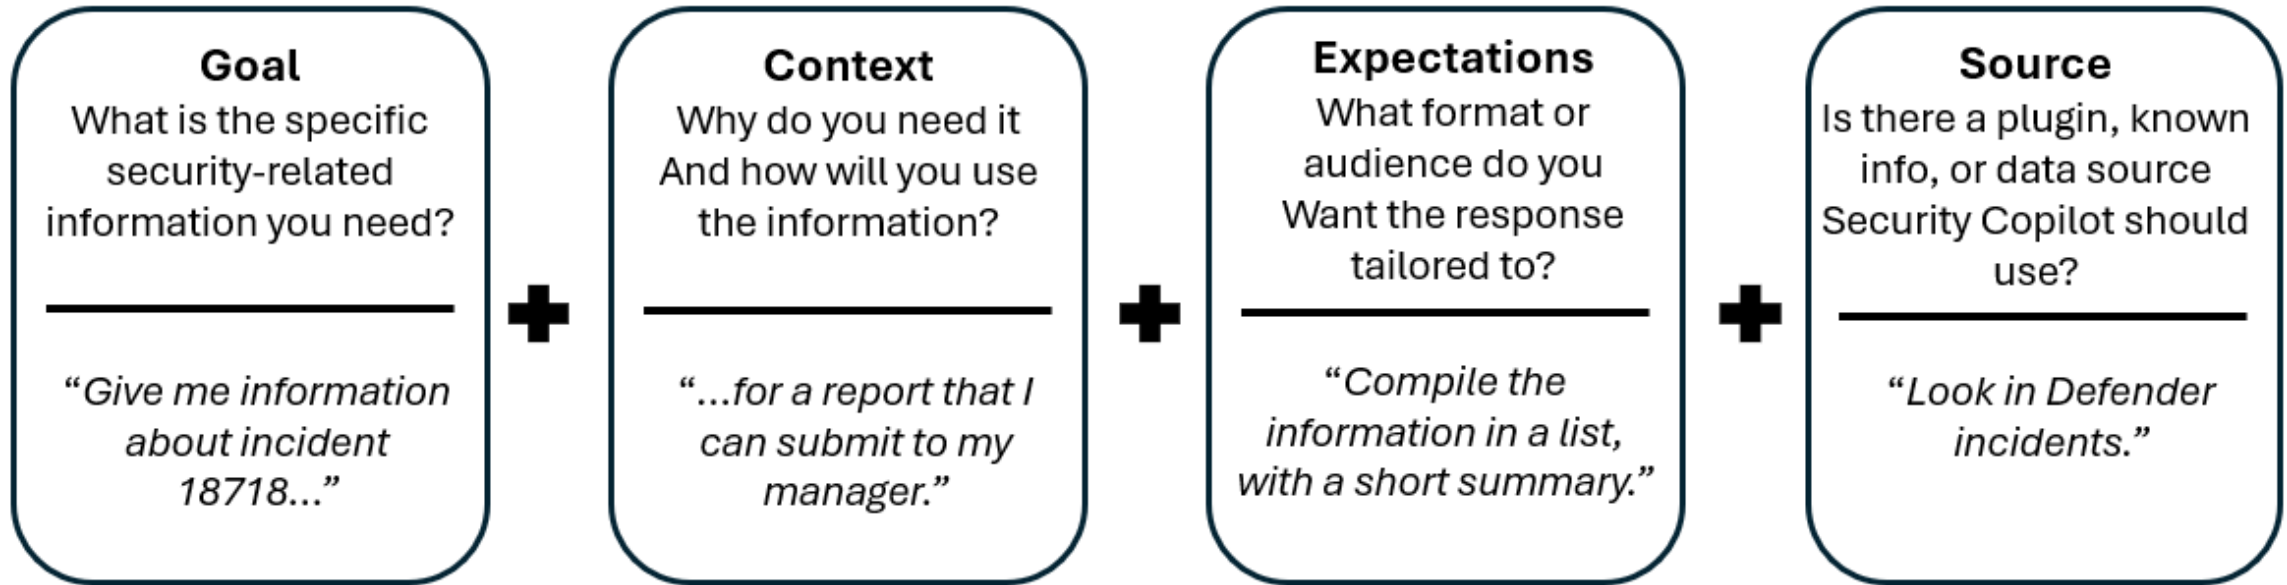 Goal
What is the specific
security-related
information you need?
“Give me information
about incident
18718...”
Context
Why do you need it
And how will you use
the information?
“...for a report that I
can submit to my
manager.”
Expectations
What format or
audience do you
Want the response
tailored to?
“Compile the
information in a list,
with a short summary.”
Source
Is there a plugin, known
info, or data source
Security Copilot should
use?
“Look in Defender
incidents.”